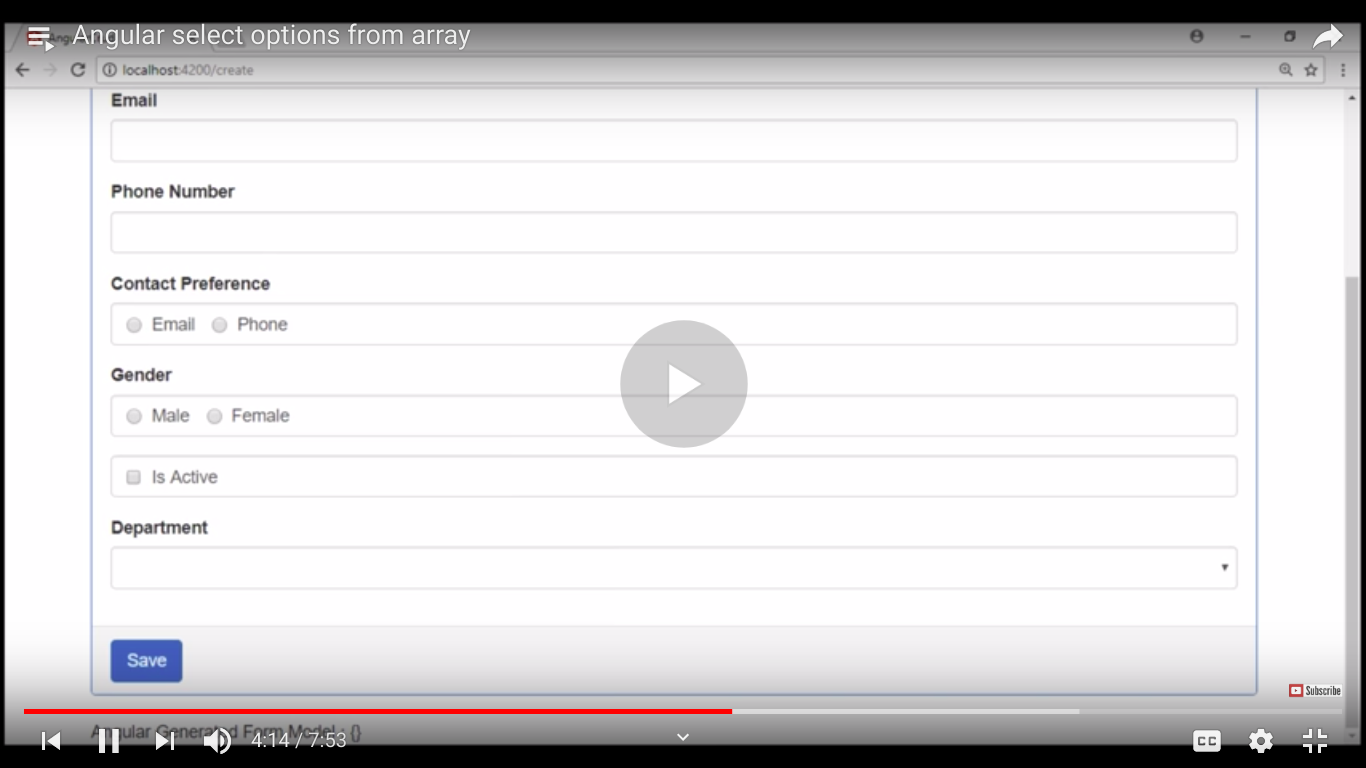 Angular select options from array
localhost:4200/create
Email
Phone Number
Contact Preference
Email Phone
Gender
Male Female
Is Active
Department
Save
Subscribe
Angular Generated Form Model : {}
4:14 / 7:53
CC